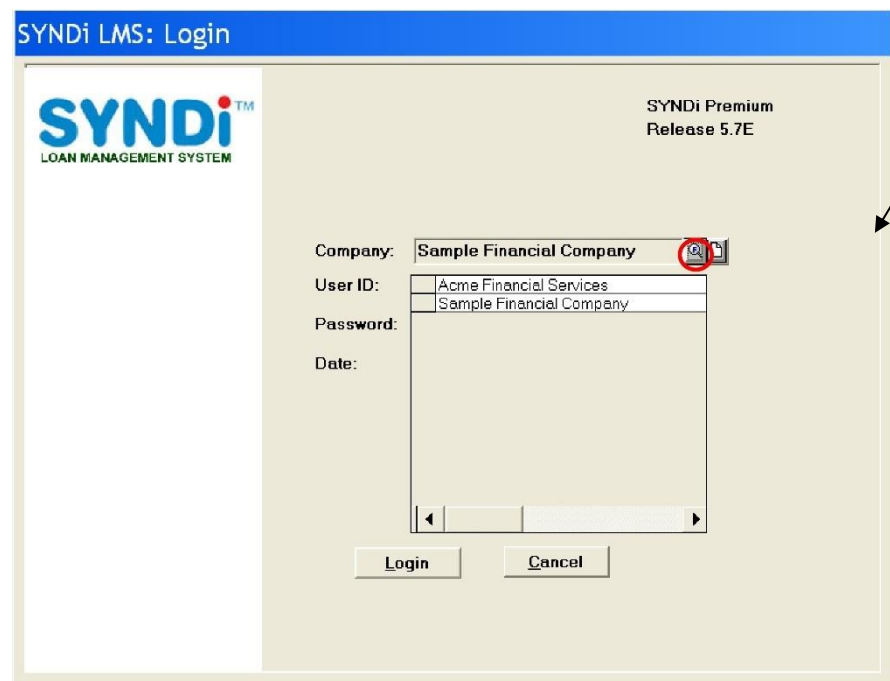 SYNDi LMS: Login
SYNDi™
LOAN MANAGEMENT SYSTEM
SYNDi Premium
Release 5.7E
Company: Sample Financial Company
User ID: Acme Financial Services
Sample Financial Company
Password:
Date:
Login Cancel